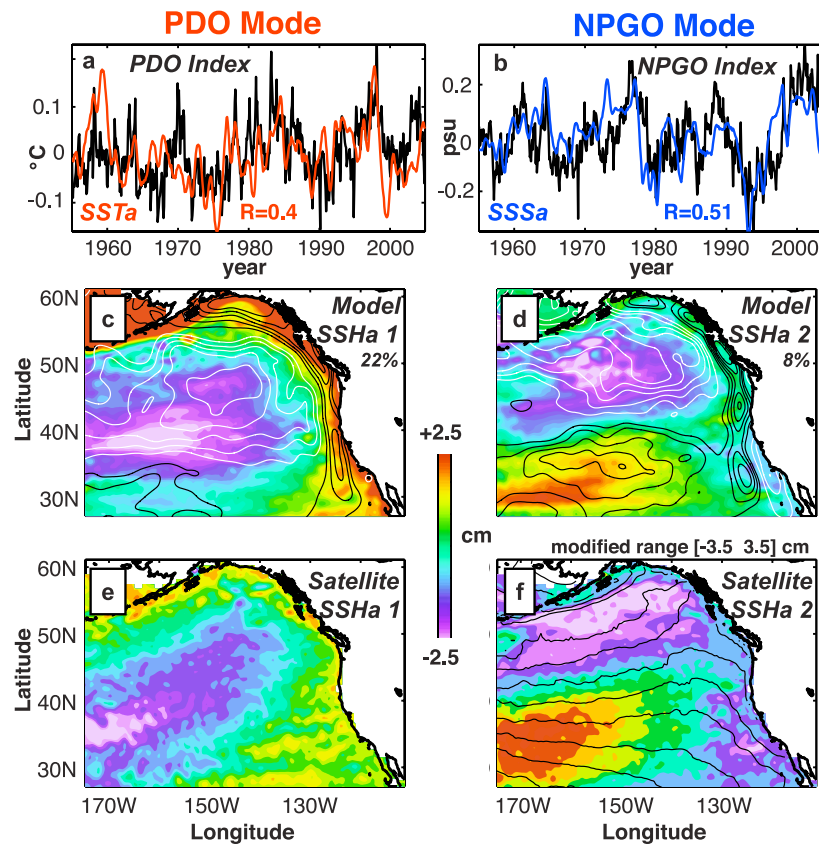 PDO Mode
NPGO Mode
a
PDO Index
0.1
0
-0.1
°C
SSTa
R=0.4
1960
1970
1980
1990
2000
year
b
NPGO Index
0.2
0
-0.2
psu
SSSa
R=0.51
1960
1970
1980
1990
2000
year
c
Model
SSHa 1
22%
60N
50N
40N
30N
Latitude
d
Model
SSHa 2
8%
+2.5
cm
-2.5
modified range [-3.5 3.5] cm
e
Satellite
SSHa 1
60N
50N
40N
30N
Latitude
170W
150W
130W
Longitude
f
Satellite
SSHa 2
170W
150W
130W
Longitude